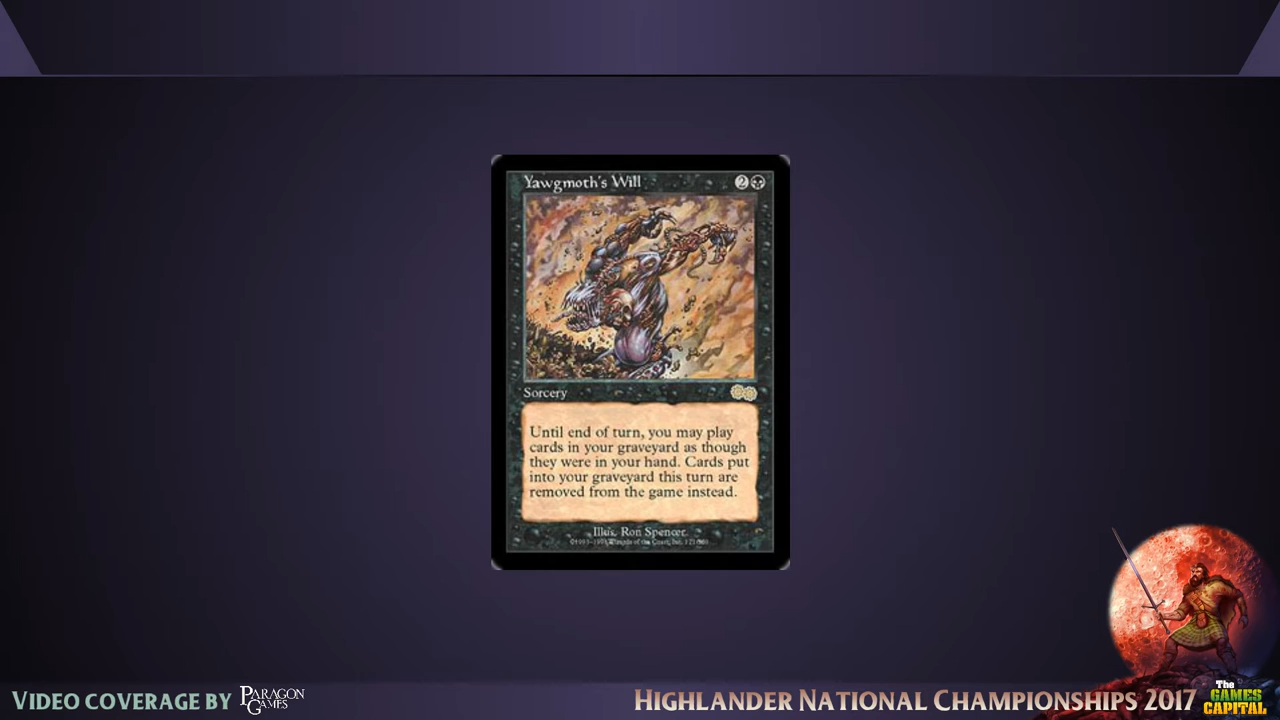 Yawgmoth's Will 2
Sorcery
Until end of turn, you may play
cards in your graveyard as though
they were in your hand. Cards put
into your graveyard this turn are
removed from the game instead.
Illus. Ron Spencer
VIDEO COVERAGE BY PARAGON GAMES
HIGHLANDER NATIONAL CHAMPIONSHIPS 2017
The
GAMES
CAPITAL